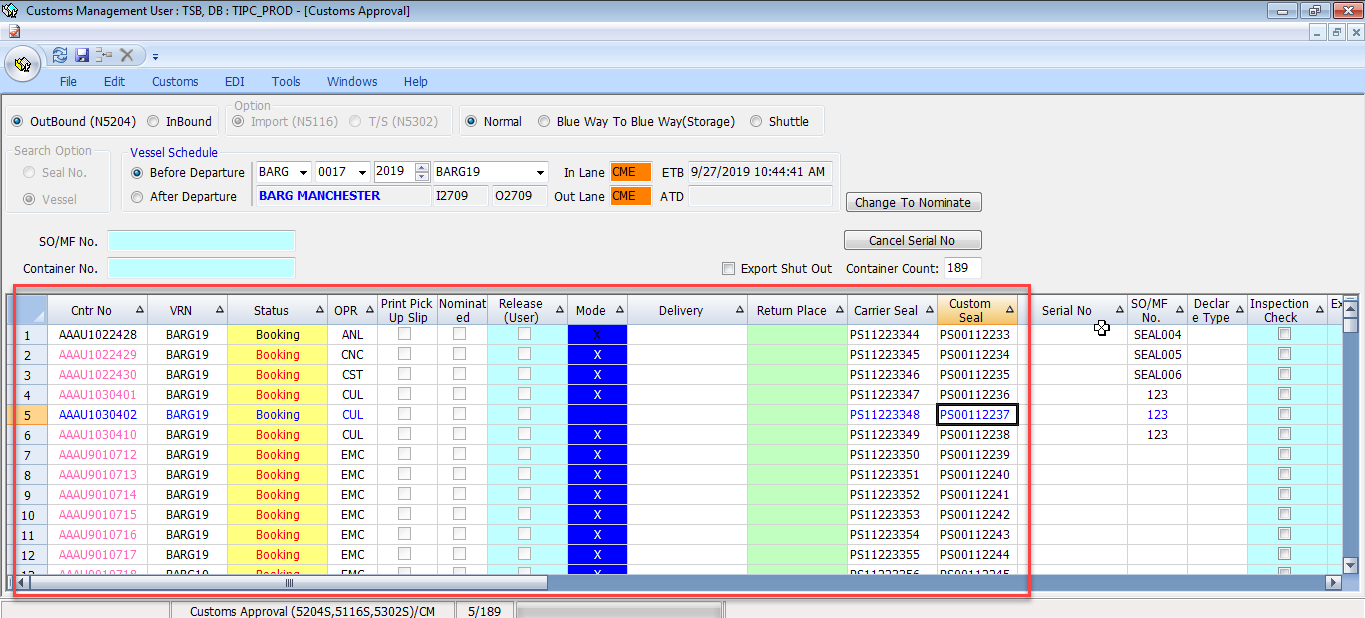 Customs Management User : TSB, DB : TIPC_PROD - [Customs Approval]
File Edit Customs EDI Tools Windows Help
Option
OutBound (N5204) InBound Import (N5116) T/S (N5302) Normal Blue Way To Blue Way(Storage) Shuttle
Search Option Vessel Schedule
Seal No. Before Departure BARG 0017 2019 BARG19 In Lane CME ETB 9/27/2019 10:44:41 AM
Vessel After Departure BARG MANCHESTER I2709 O2709 Out Lane CME ATD
Change To Nominate
SO/MF No. Cancel Serial No
Container No. Export Shut Out Container Count: 189
Cntr No VRN Status OPR Print Pick Up Slip Nominated Release (User) Mode Delivery Return Place Carrier Seal Custom Seal Serial No SO/MF No. Declare Type Inspection Check Ex
1 AAAU1022428 BARG19 Booking ANL X PS11223344 PS00112233 SEAL004
2 AAAU1022429 BARG19 Booking CNC X PS11223345 PS00112234 SEAL005
3 AAAU1022430 BARG19 Booking CST X PS11223346 PS00112235 SEAL006
4 AAAU1030401 BARG19 Booking CUL X PS11223347 PS00112236 123
5 AAAU1030402 BARG19 Booking CUL PS11223348 PS00112237 123
6 AAAU1030410 BARG19 Booking CUL X PS11223349 PS00112238 123
7 AAAU9010712 BARG19 Booking EMC X PS11223350 PS00112239
8 AAAU9010713 BARG19 Booking EMC X PS11223351 PS00112240
9 AAAU9010714 BARG19 Booking EMC X PS11223352 PS00112241
10 AAAU9010715 BARG19 Booking EMC X PS11223353 PS00112242
11 AAAU9010716 BARG19 Booking EMC X PS11223354 PS00112243
12 AAAU9010717 BARG19 Booking EMC X PS11223355 PS00112244
Customs Approval (5204S,5116S,5302S)/CM 5/189